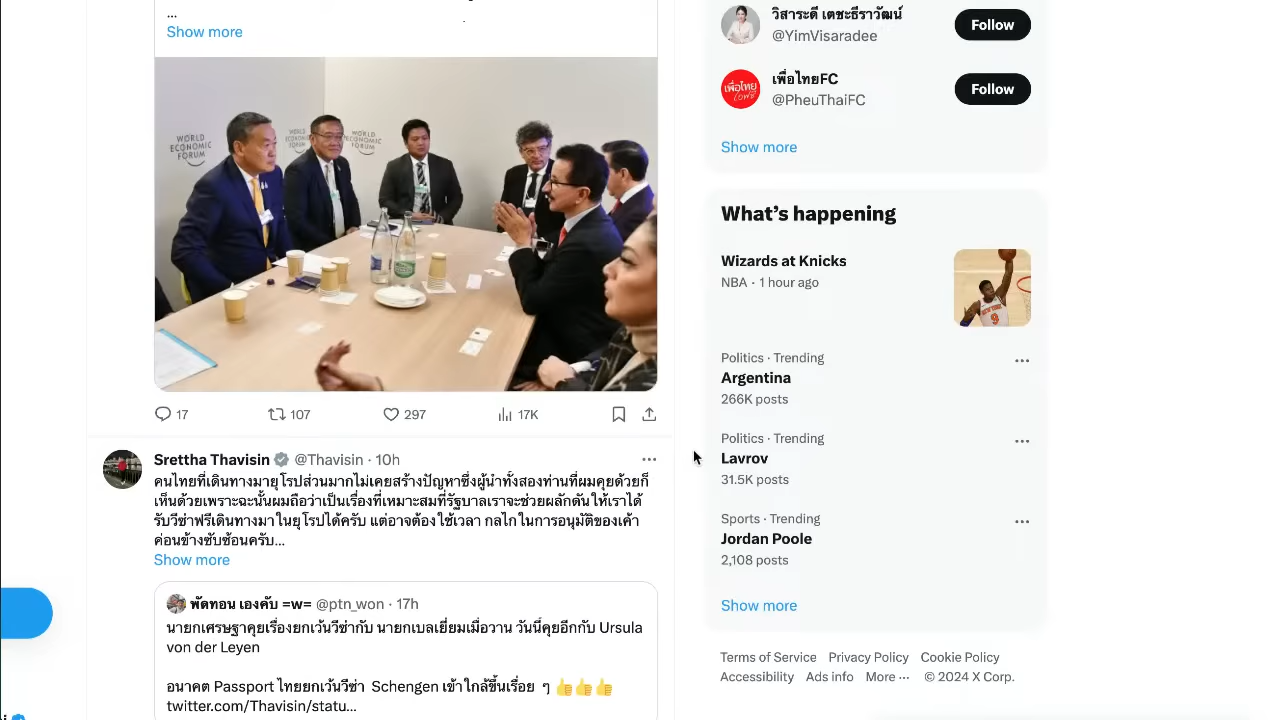 ...
Show more
WORLD ECONOMIC FORUM
WORLD ECONOMIC FORUM
17
107
297
17K
Srettha Thavisin @Thavisin · 10h
คนไทยที่เดินทางมายุโรปส่วนมากไม่เคยสร้างปัญหาซึ่งผู้นำทั้งสองท่านที่ผมคุยด้วยก็
เห็นด้วยเพราะฉะนั้นผมถือว่าเป็นเรื่องที่เหมาะสมที่รัฐบาลเราจะช่วยผลักดันให้เราได้
รับวีซ่าฟรีเดินทางมาในยุโรปได้ครับ แต่อาจต้องใช้เวลา กลไกในการอนุมัติของเค้า
ค่อนข้างซับซ้อนครับ...
Show more
พัดทอน เองคับ =w= @ptn_won · 17h
นายกเศรษฐาคุยเรื่องยกเว้นวีซ่ากับ นายกเบลเยี่ยมเมื่อวาน วันนี้คุยอีกกับ Ursula
von der Leyen
อนาคต Passport ไทยยกเว้นวีซ่า Schengen เข้าใกล้ขึ้นเรื่อย ๆ 👍👍👍
twitter.com/Thavisin/statu...
วิสาระดี เตชะธีราวัฒน์
@YimVisaradee
Follow
เพื่อไทย
เพื่อไทยFC
@PheuThaiFC
Follow
Show more
What's happening
Wizards at Knicks
NBA · 1 hour ago
9
Politics · Trending
Argentina
266K posts
Politics · Trending
Lavrov
31.5K posts
Sports · Trending
Jordan Poole
2,108 posts
Show more
Terms of Service Privacy Policy Cookie Policy
Accessibility Ads info More ··· © 2024 X Corp.